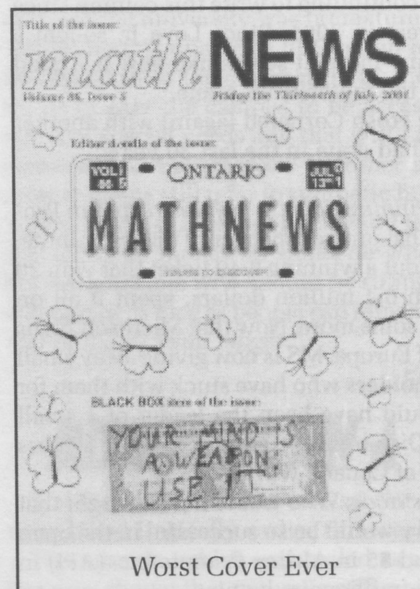 Title of the issue:
math NEWS
Volume 86, Issue 5
Friday the Thirteenth of July, 2001
Editor doodle of the issue:
VOL 86 5
ONTARIO
JUL 13TH 01
MATHNEWS
YOURS TO DISCOVER
BLACK BOX item of the issue:
YOUR MIND IS
A WEAPON!
USE IT
Worst Cover Ever